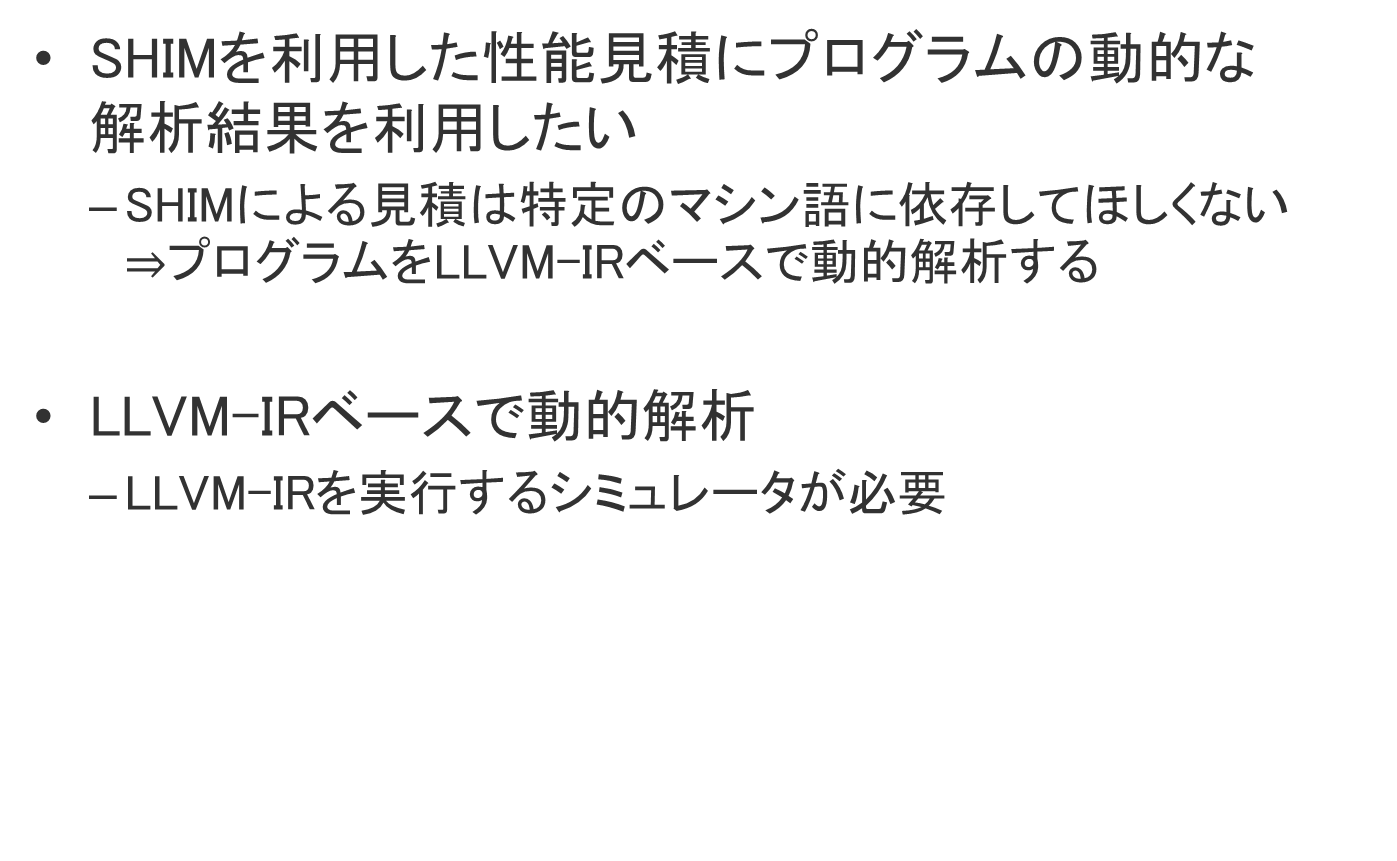 • SHIMを利用した性能見積にプログラムの動的な
解析結果を利用したい
–SHIMによる見積は特定のマシン語に依存してほしくない
⇒プログラムをLLVM-IRベースで動的解析する
• LLVM-IRベースで動的解析
–LLVM-IRを実行するシミュレータが必要